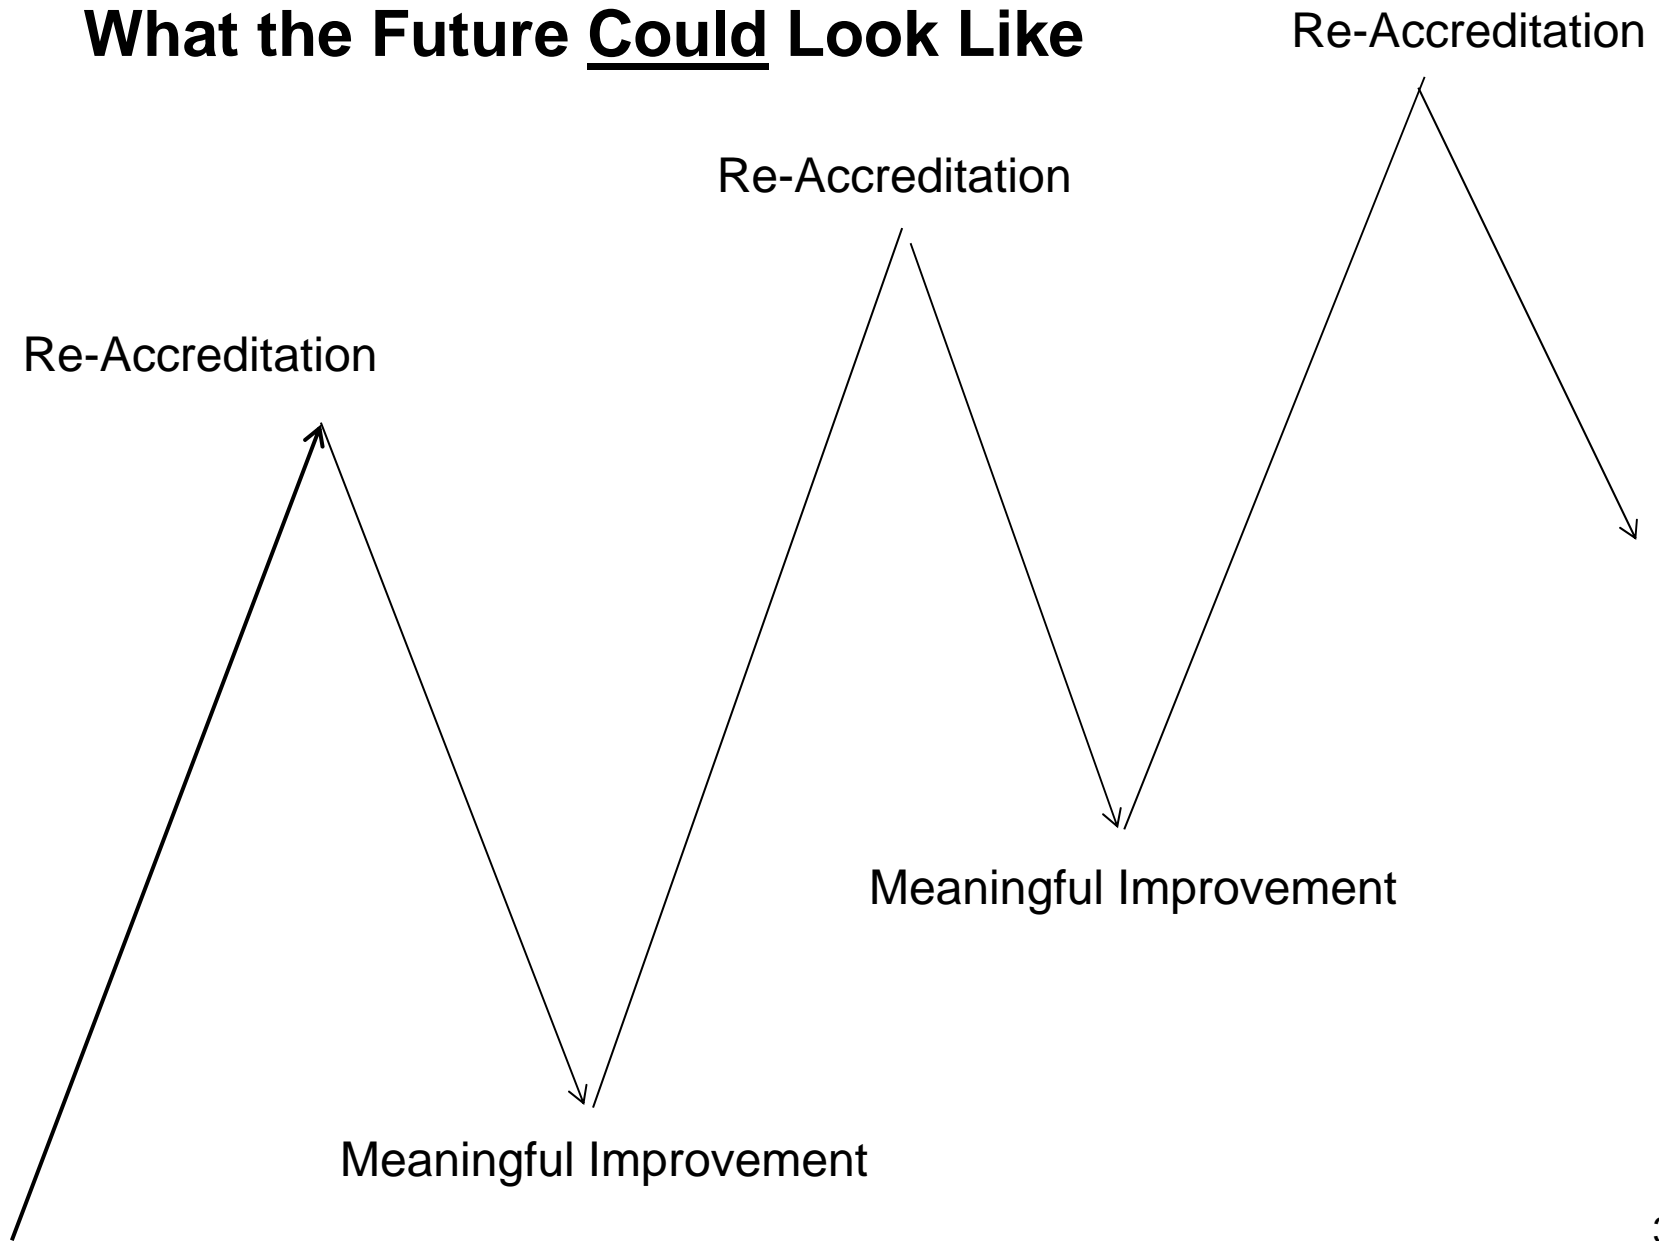 What the Future Could Look Like
Re-Accreditation
Re-Accreditation
Re-Accreditation
Meaningful Improvement
Meaningful Improvement